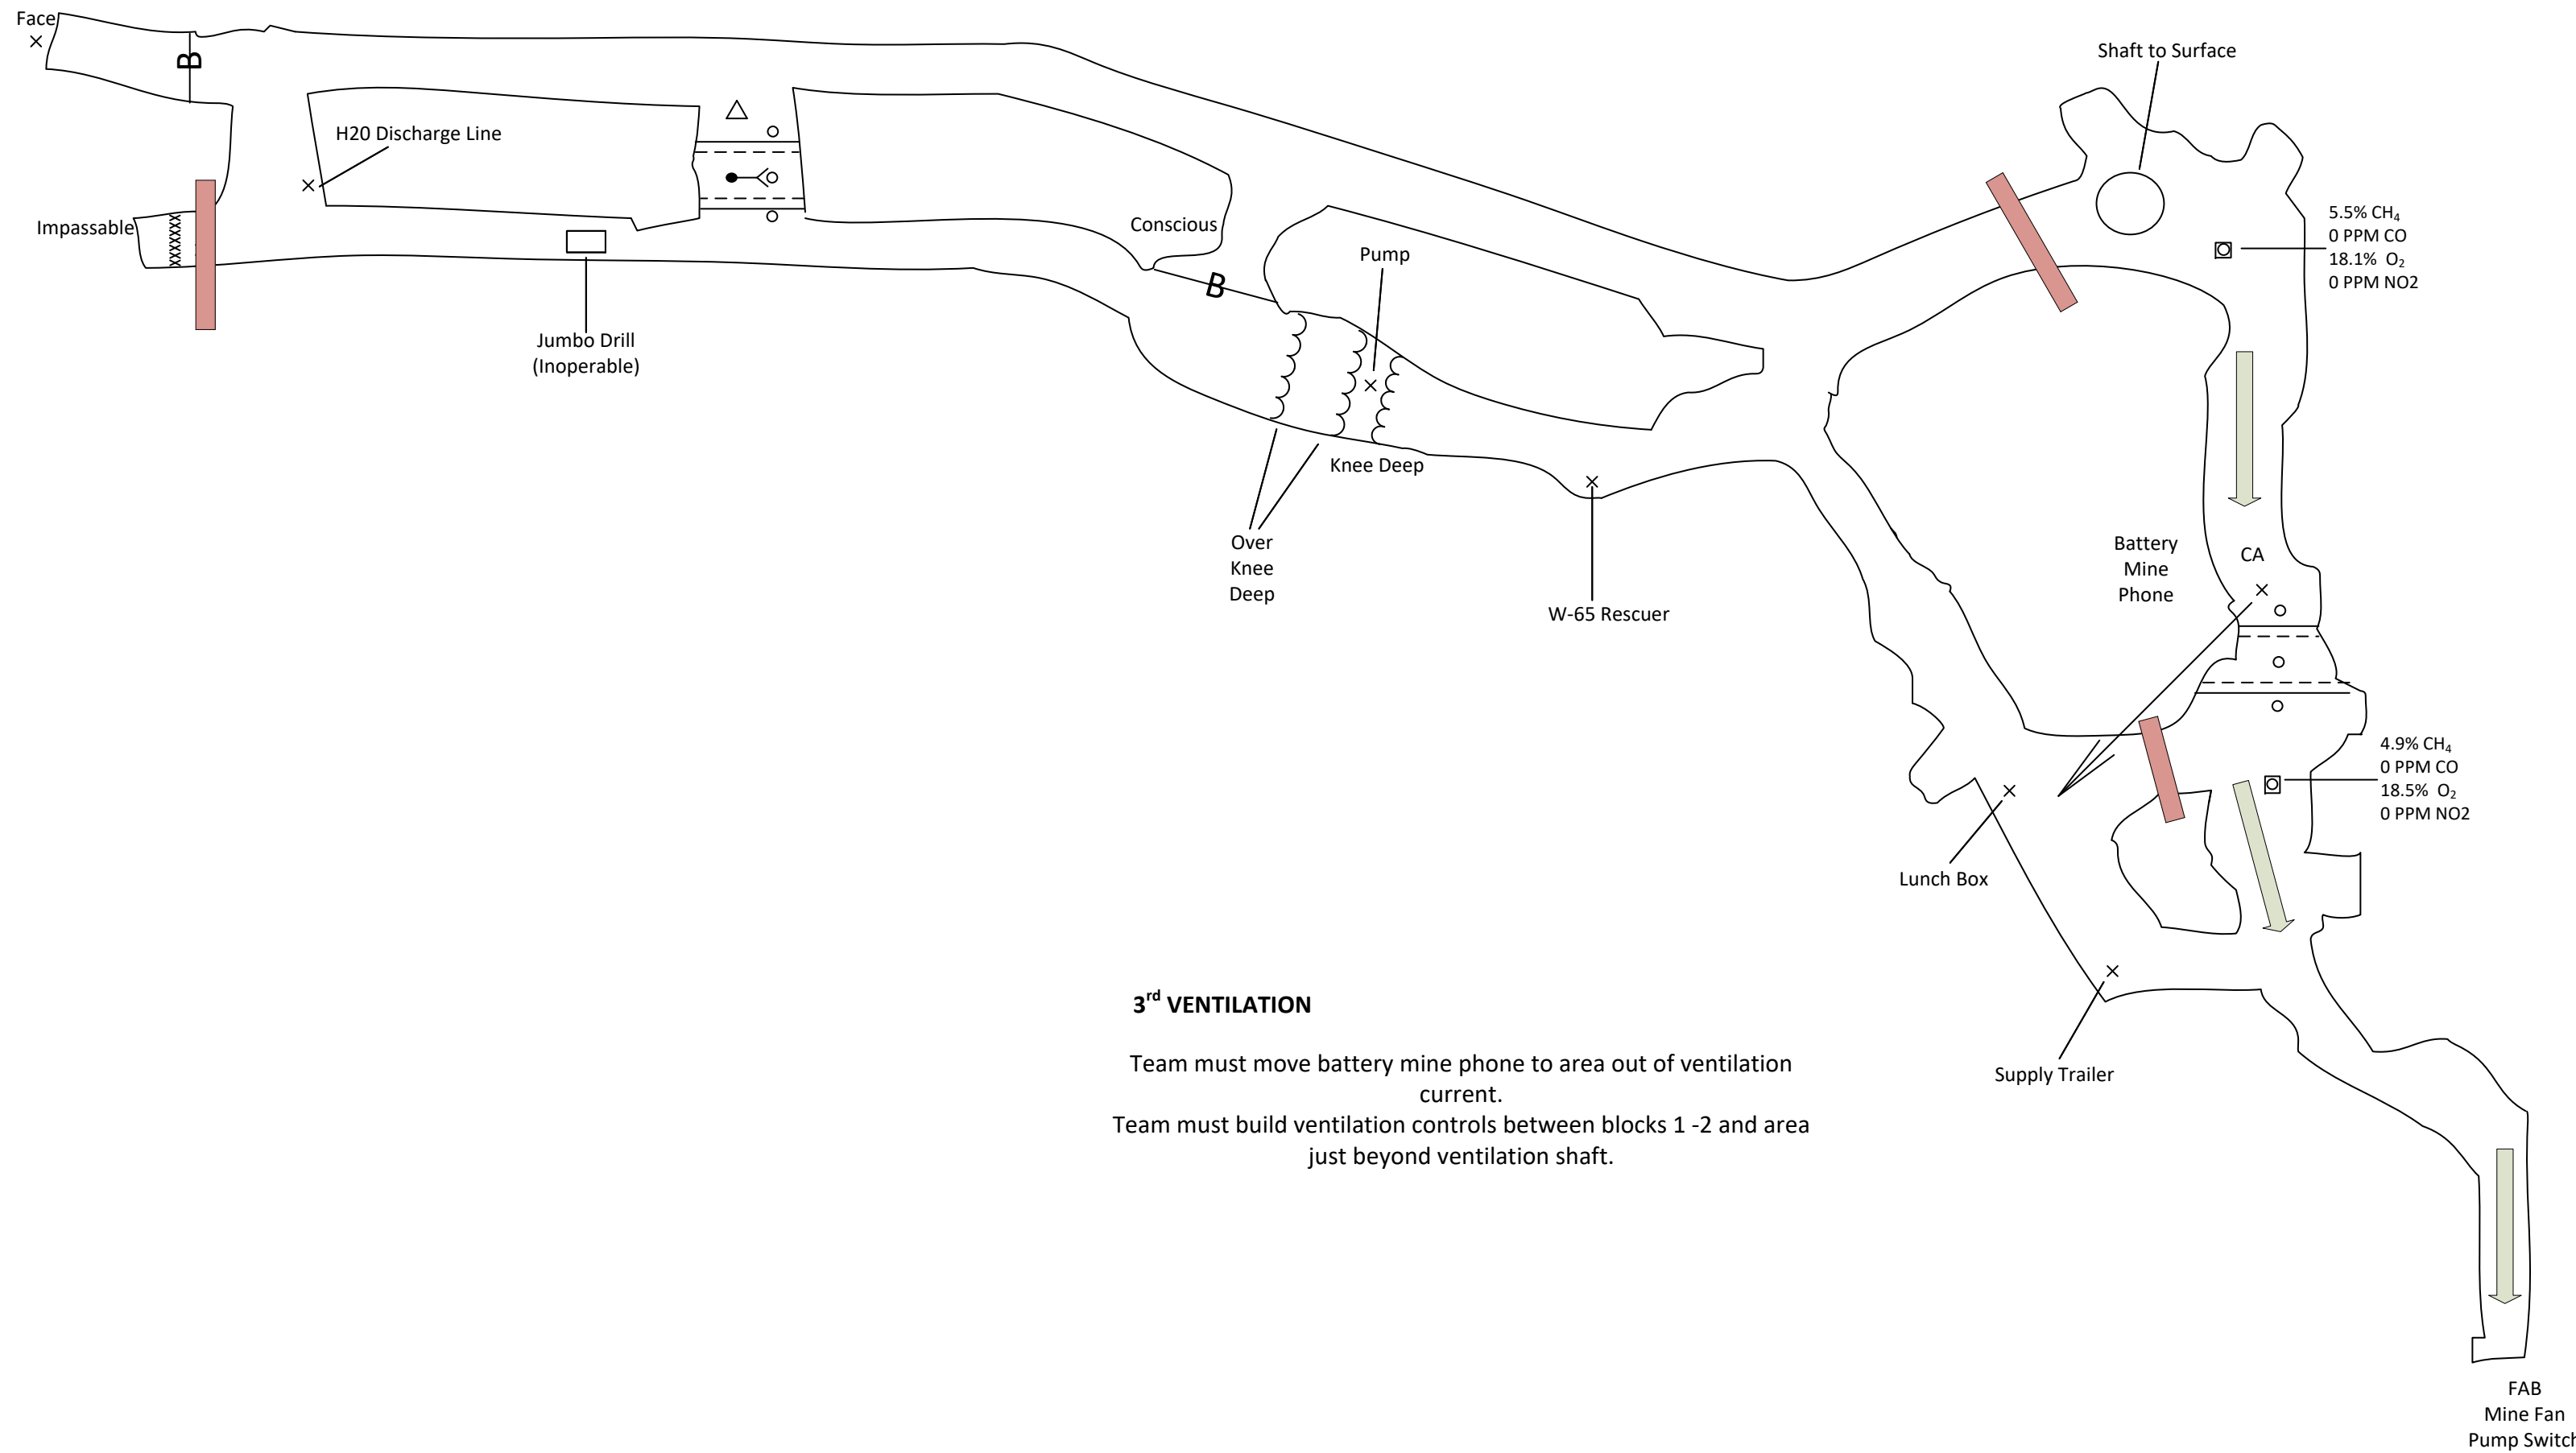 Face
B
H20 Discharge Line
Impassable
Jumbo Drill
(Inoperable)
Conscious
B
Pump
Over
Knee
Deep
Knee Deep
W-65 Rescuer
Shaft to Surface
5.5% CH₄
0 PPM CO
18.1% O₂
0 PPM NO2
Battery
Mine
Phone
CA
4.9% CH₄
0 PPM CO
18.5% O₂
0 PPM NO2
Lunch Box
Supply Trailer
3rd VENTILATION
Team must move battery mine phone to area out of ventilation
current.
Team must build ventilation controls between blocks 1 -2 and area
just beyond ventilation shaft.
FAB
Mine Fan
Pump Switch